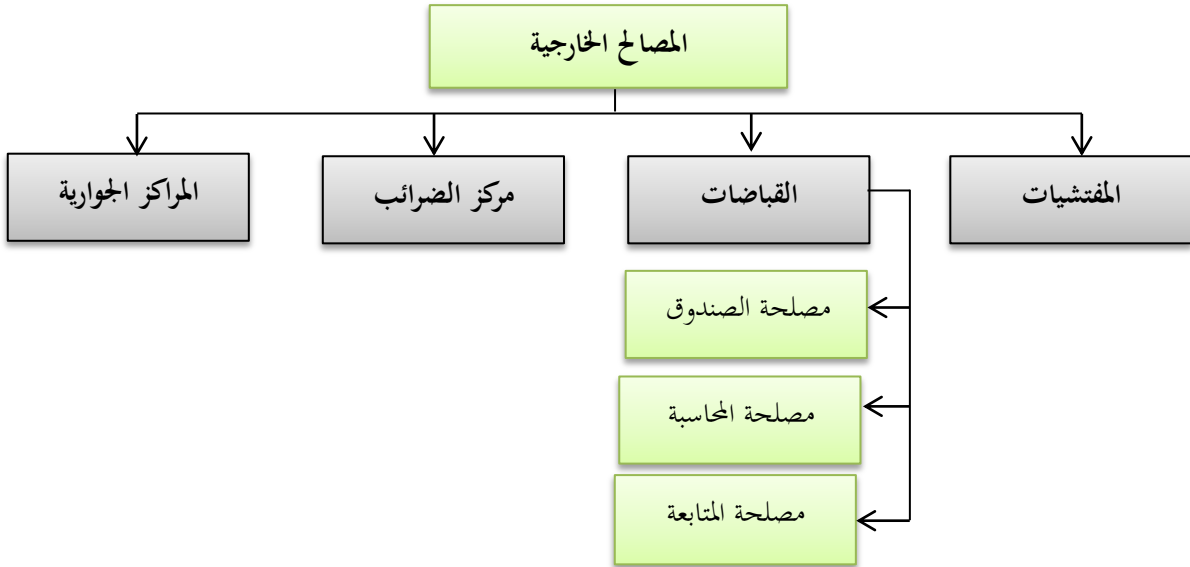 المصالح الخارجية
المفتشيات
القباضات
مركز الضرائب
المراكز الجوارية
مصلحة الصندوق
مصلحة المحاسبة
مصلحة المتابعة